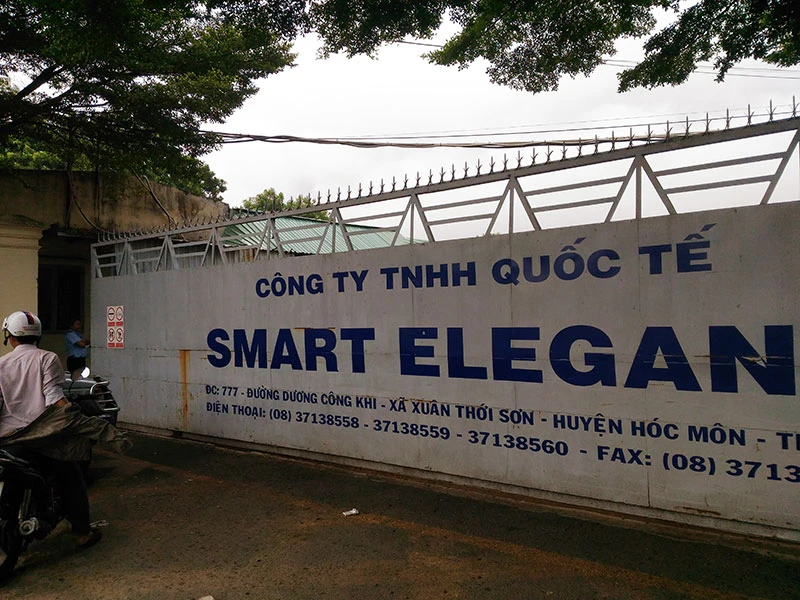 CÔNG TY TNHH QUỐC TẾ
SMART ELEGAN
ĐC: 777 - ĐƯỜNG DƯƠNG CÔNG KHI - XÃ XUÂN THỚI SƠN - HUYỆN HÓC MÔN - T
ĐIỆN THOẠI: (08) 37138558 - 37138559 - 37138560 - FAX: (08) 3713